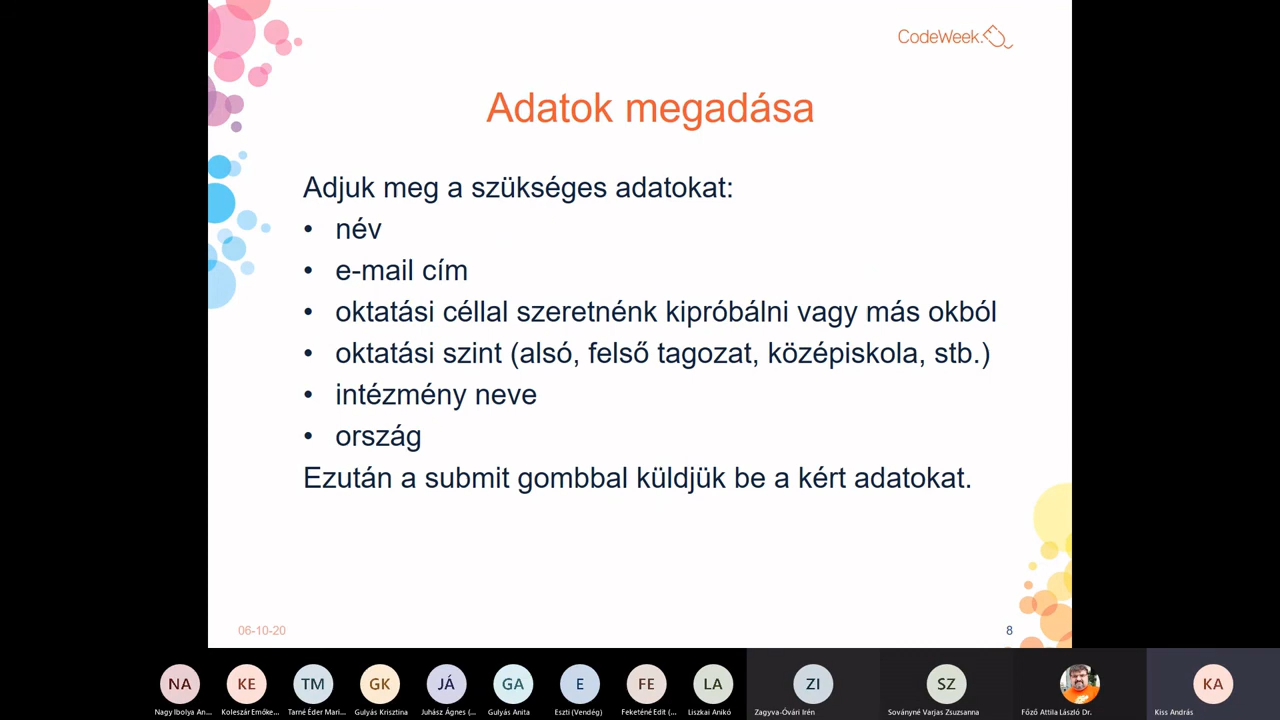 CodeWeek.
Adatok megadása
Adjuk meg a szükséges adatokat:
• név
• e-mail cím
• oktatási céllal szeretnénk kipróbálni vagy más okból
• oktatási szint (alsó, felső tagozat, középiskola, stb.)
• intézmény neve
• ország
Ezután a submit gombbal küldjük be a kért adatokat.
06-10-20
8
NA KE TM GK JÁ GA E FE LA ZI SZ KA
Nagy Ibolya An... Koleszár Emőke... Tarné Éder Mari... Gulyás Krisztina Juhász Ágnes (... Gulyás Anita Eszti (Vendég) Feketéné Edit (... Liszkai Anikó Zagyva-Óvári Irén Soványné Varjas Zsuzsanna Főző Attila László Dr. Kiss András